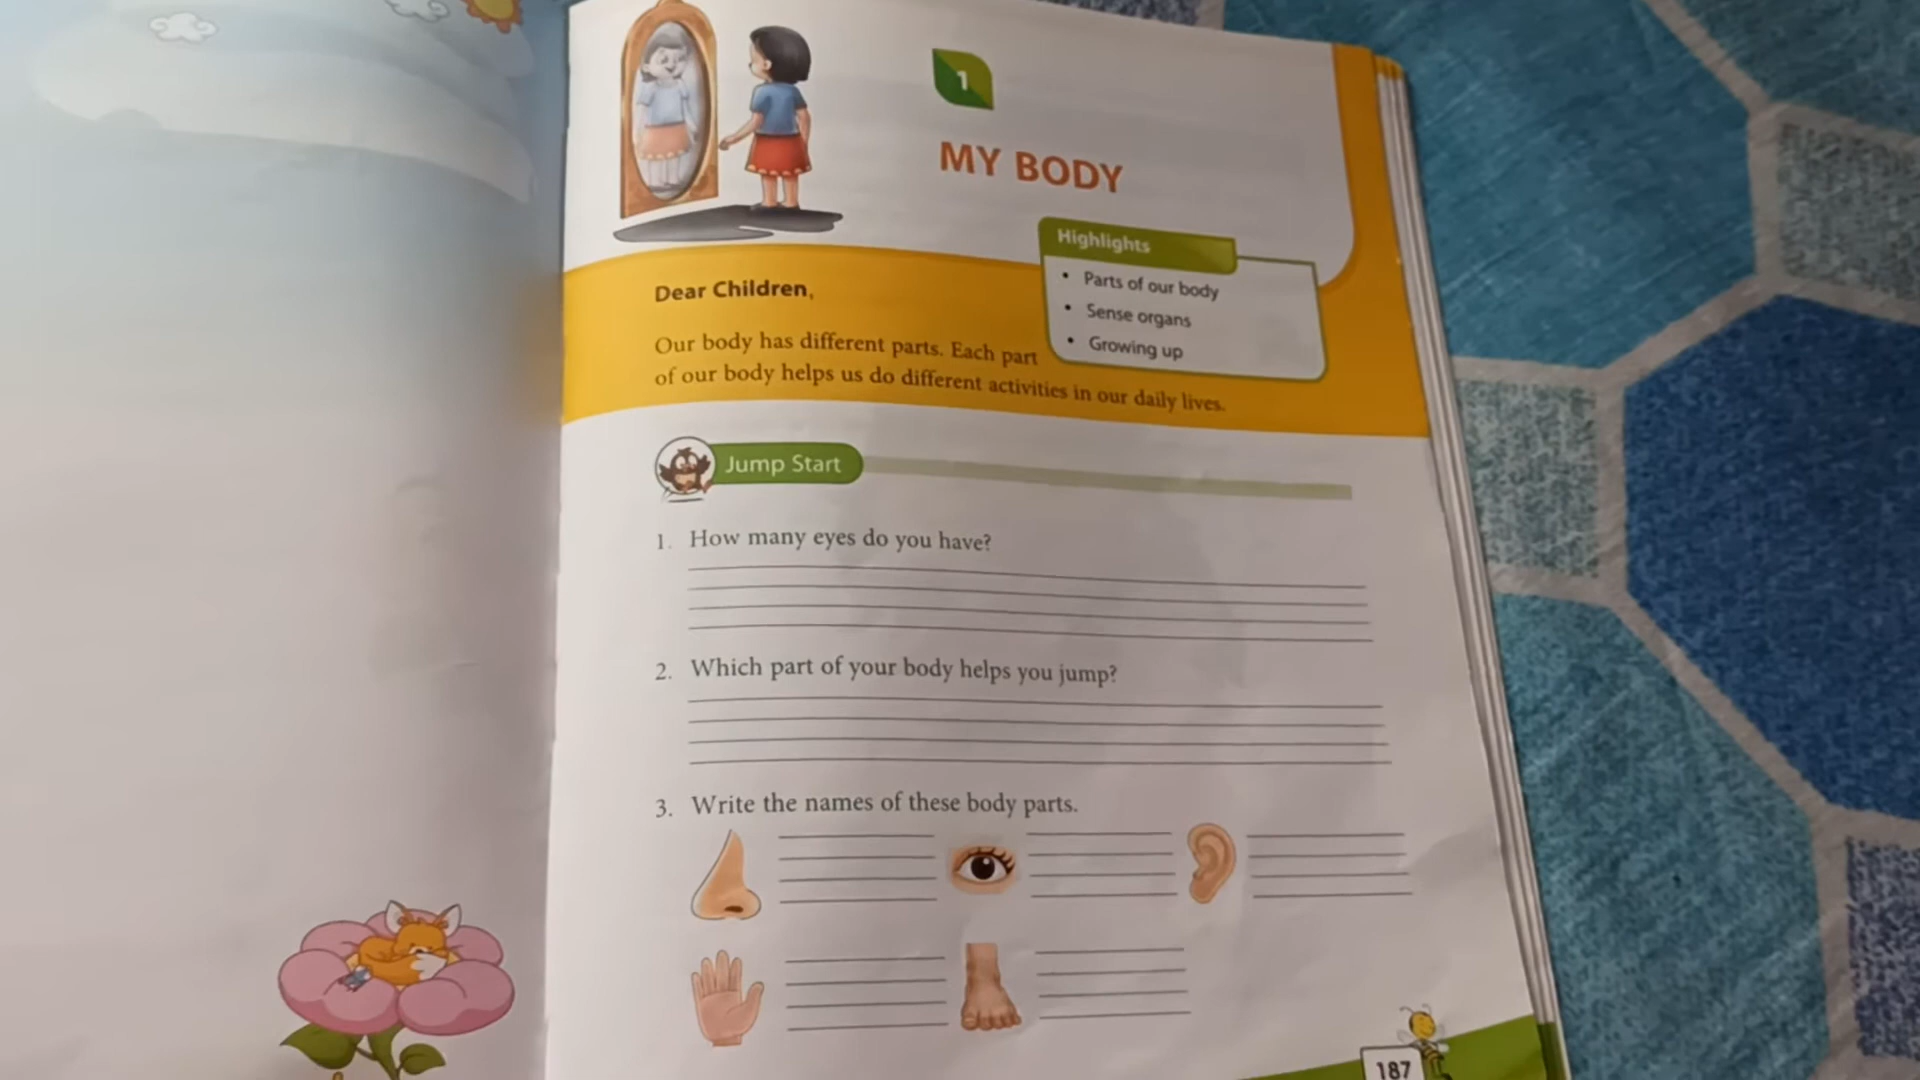 1
MY BODY
Highlights
• Parts of our body
• Sense organs
• Growing up
Dear Children,
Our body has different parts. Each part
of our body helps us do different activities in our daily lives.
Jump Start
1. How many eyes do you have?
2. Which part of your body helps you jump?
3. Write the names of these body parts.
187